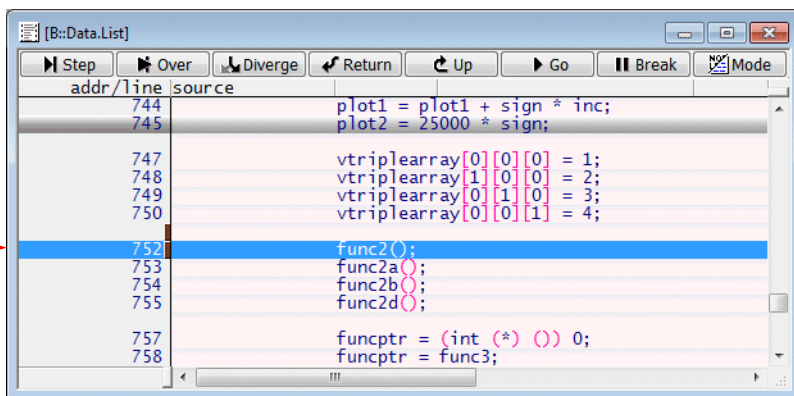 [B::Data.List]
Step Over Diverge Return Up Go Break Mode
addr/line source
744 plot1 = plot1 + sign * inc;
745 plot2 = 25000 * sign;
747 vtriplearray[0][0][0] = 1;
748 vtriplearray[1][0][0] = 2;
749 vtriplearray[0][1][0] = 3;
750 vtriplearray[0][0][1] = 4;
752 func2();
753 func2a();
754 func2b();
755 func2d();
757 funcptr = (int (*) ()) 0;
758 funcptr = func3;